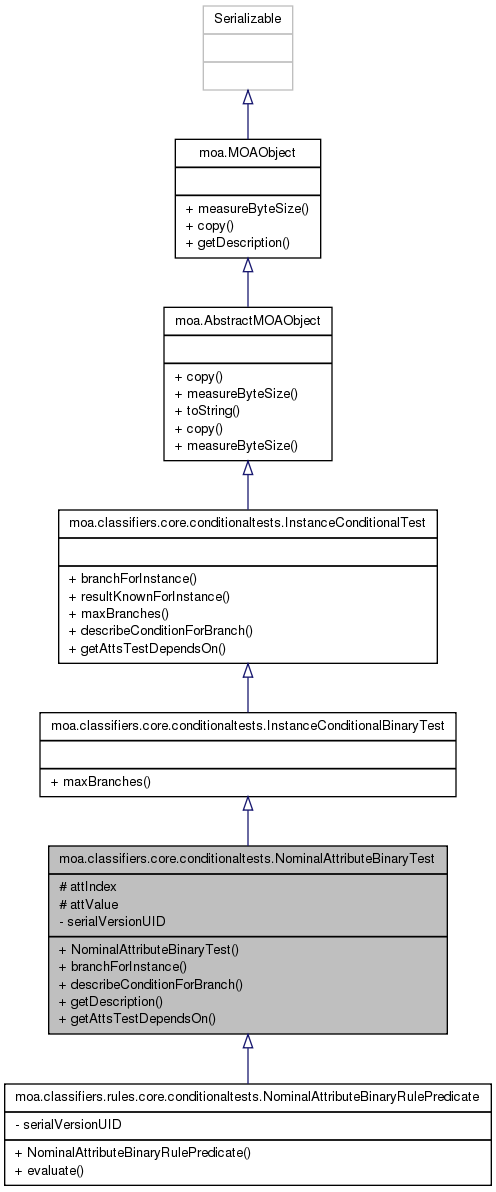 Serializable
moa.MOAObject
+ measureByteSize()
+ copy()
+ getDescription()
moa.AbstractMOAObject
+ copy()
+ measureByteSize()
+ toString()
+ copy()
+ measureByteSize()
moa.classifiers.core.conditionaltests.InstanceConditionalTest
+ branchForInstance()
+ resultKnownForInstance()
+ maxBranches()
+ describeConditionForBranch()
+ getAttsTestDependsOn()
moa.classifiers.core.conditionaltests.InstanceConditionalBinaryTest
+ maxBranches()
moa.classifiers.core.conditionaltests.NominalAttributeBinaryTest
# attIndex
# attValue
- serialVersionUID
+ NominalAttributeBinaryTest()
+ branchForInstance()
+ describeConditionForBranch()
+ getDescription()
+ getAttsTestDependsOn()
moa.classifiers.rules.core.conditionaltests.NominalAttributeBinaryRulePredicate
- serialVersionUID
+ NominalAttributeBinaryRulePredicate()
+ evaluate()